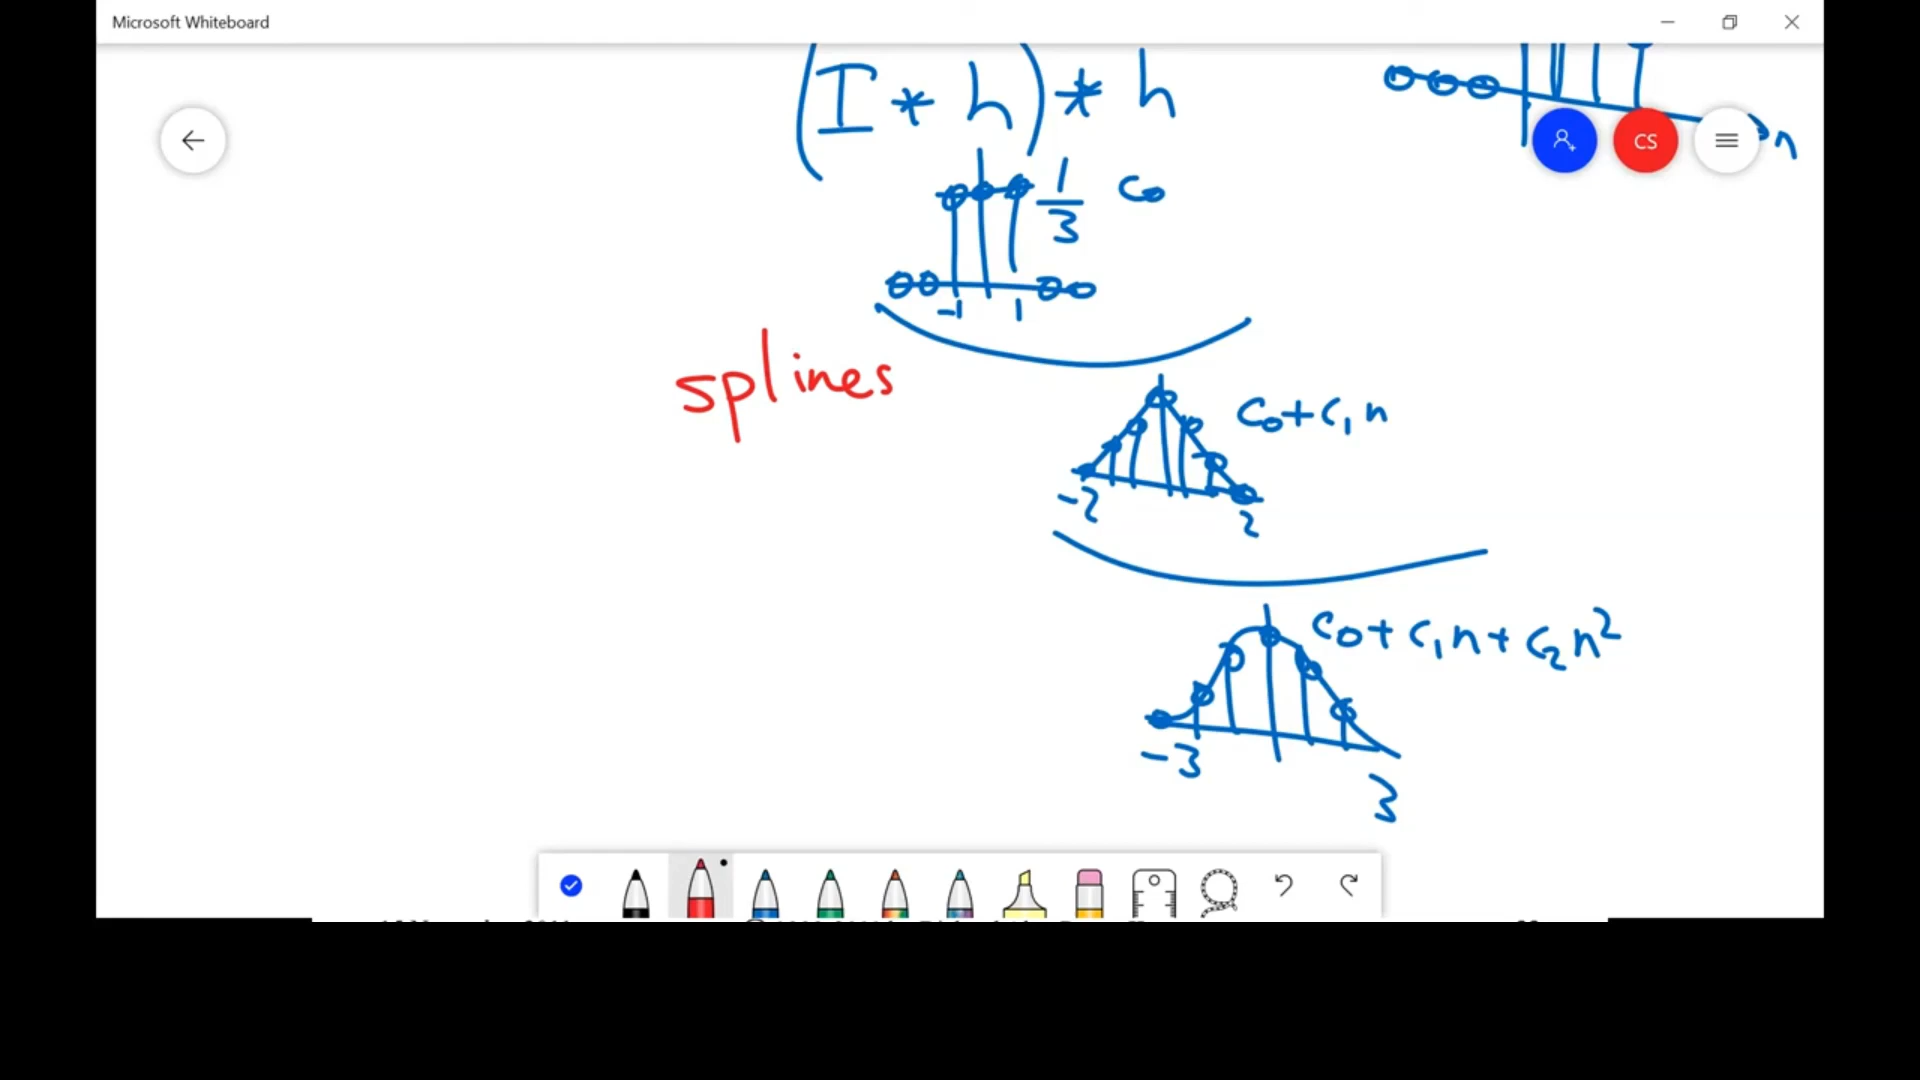 Microsoft Whiteboard
(I * h) * h
n
CS
1/3 c0
-1 1
splines
c0+c1n
-2 2
c0+c1n+c2n²
-3 3